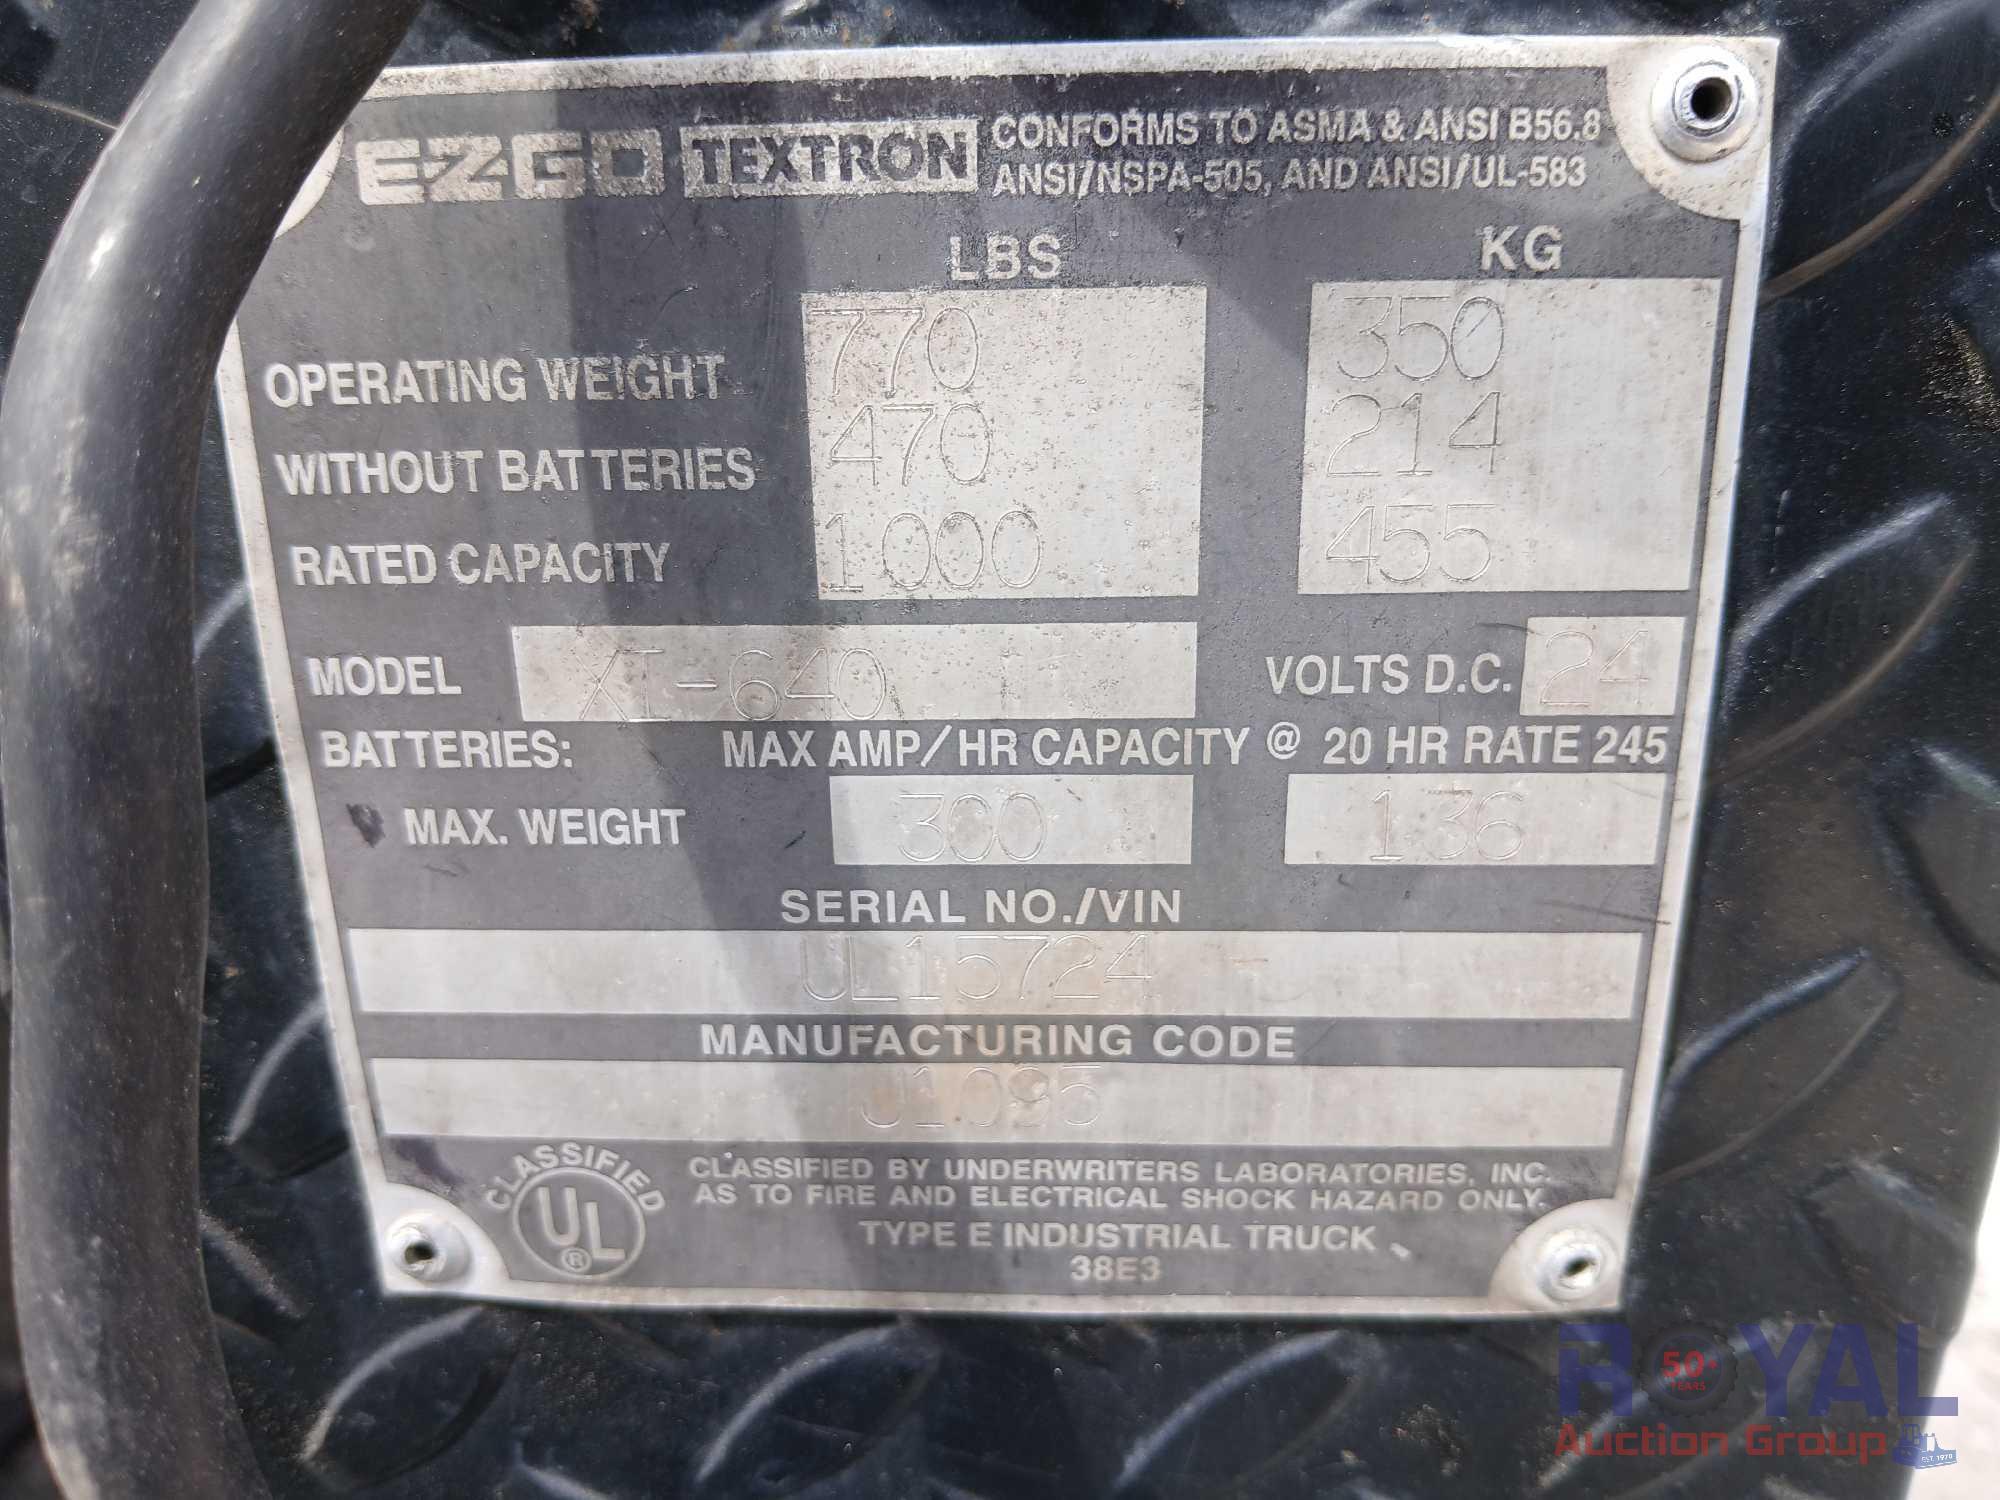 E-Z-GO TEXTRON CONFORMS TO ASMA & ANSI B56.8
ANSI/NSPA-505, AND ANSI/UL-583
LBS KG
OPERATING WEIGHT 770 350
WITHOUT BATTERIES 470 214
RATED CAPACITY 1000 455
MODEL XI-640 VOLTS D.C. 24
BATTERIES: MAX AMP/HR CAPACITY @ 20 HR RATE 245
MAX. WEIGHT 300 136
SERIAL NO./VIN
UL15724
MANUFACTURING CODE
J1095
CLASSIFIED
UL
®
CLASSIFIED BY UNDERWRITERS LABORATORIES, INC.
AS TO FIRE AND ELECTRICAL SHOCK HAZARD ONLY.
TYPE E INDUSTRIAL TRUCK
38E3
ROYAL
50+
YEARS
Auction Group
EST. 1970